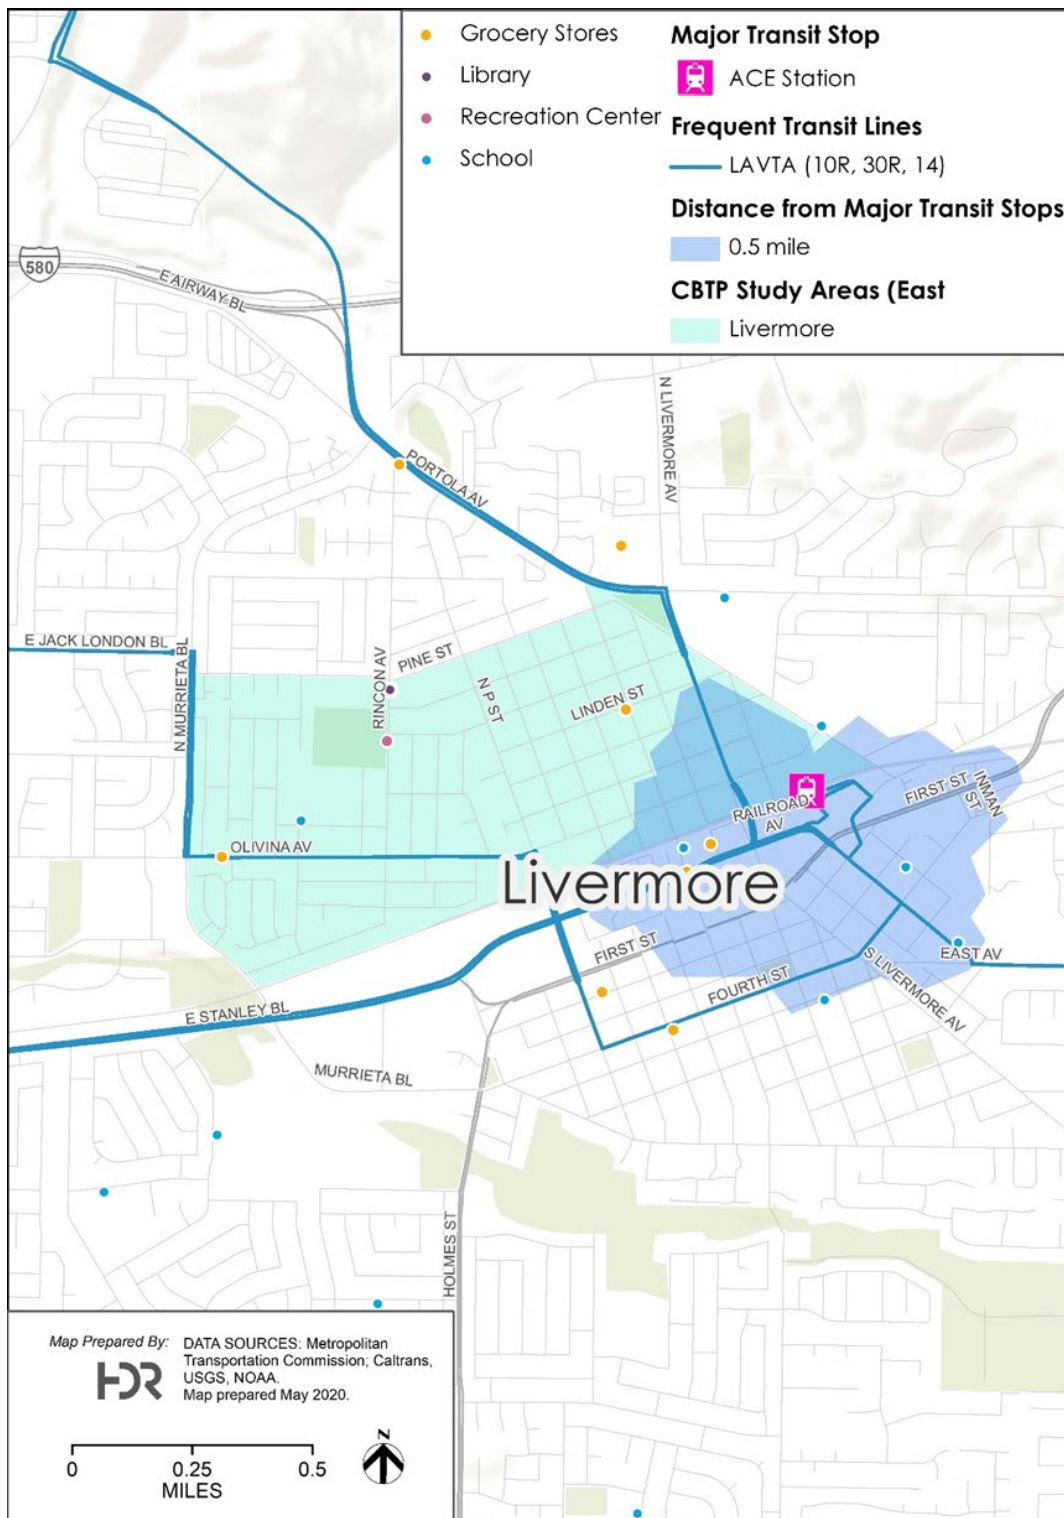 Grocery Stores
Library
Recreation Center
School
Major Transit Stop
ACE Station
Frequent Transit Lines
LAVTA (10R, 30R, 14)
Distance from Major Transit Stops
0.5 mile
CBTP Study Areas (East
Livermore
580
E AIRWAY BL
N LIVERMORE AV
PORTOLA AV
E JACK LONDON BL
N MURRIETA BL
RINCON AV
PINE ST
N P ST
LINDEN ST
FIRST ST
INMAN
ST
RAILROAD
AV
OLIVINA AV
Livermore
FIRST ST
FOURTH ST
S LIVERMORE AV
EAST AV
E STANLEY BL
MURRIETA BL
HOLMES ST
Map Prepared By:
HDR
DATA SOURCES: Metropolitan
Transportation Commission; Caltrans,
USGS, NOAA.
Map prepared May 2020.
0 0.25 0.5
MILES
N